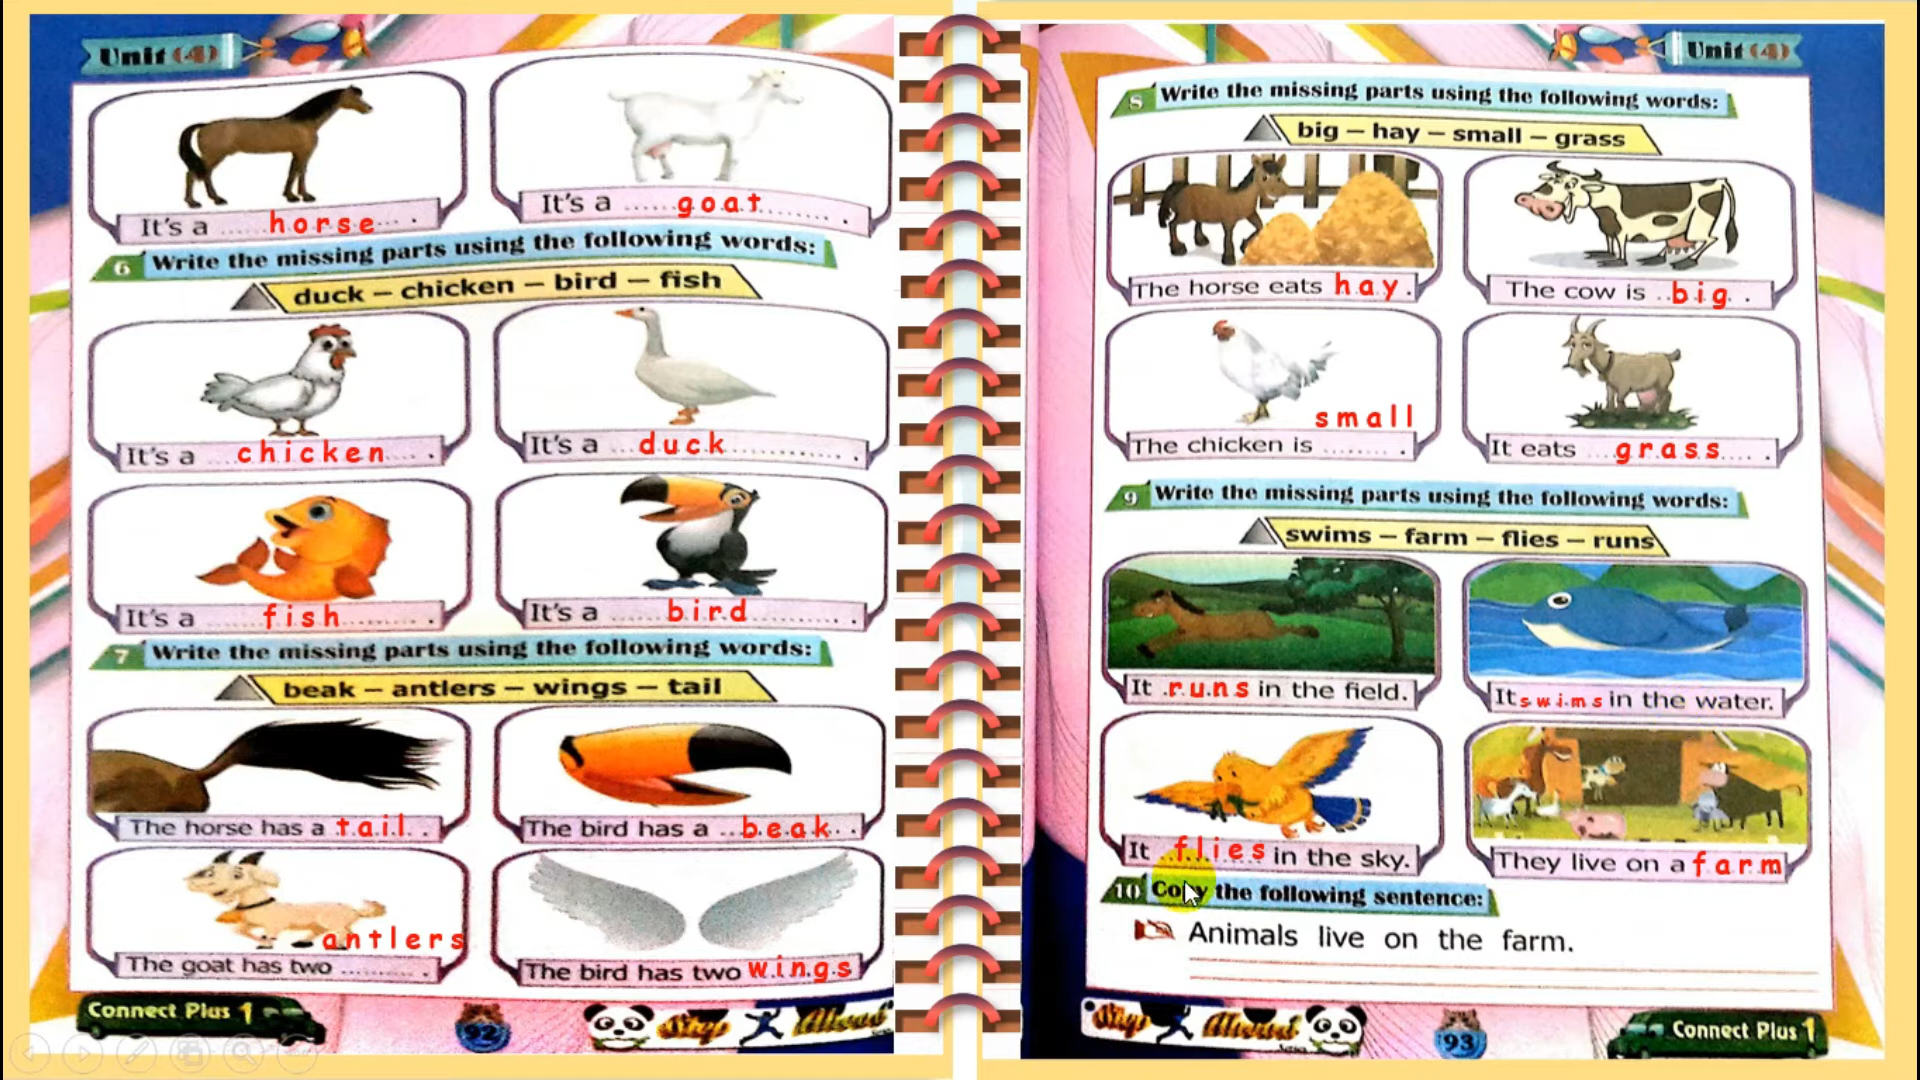 Unit (4)
It's a ...... horse ... .
It's a ...... goat ........ .
6 Write the missing parts using the following words:
duck – chicken – bird – fish
It's a .... chicken .... .
It's a ... duck ............. .
It's a ...... fish ........ .
It's a ...... bird .......... .
7 Write the missing parts using the following words:
beak – antlers – wings – tail
The horse has a tail .
The bird has a ... beak .. .
antlers
The goat has two .......... .
The bird has two wings
Connect Plus 1
92
Step Ahead
Series
Unit (4)
8 Write the missing parts using the following words:
big – hay – small – grass
The horse eats hay .
The cow is .. big . .
small
The chicken is ........ .
It eats .... grass .... .
9 Write the missing parts using the following words:
swims – farm – flies – runs
It . runs in the field.
It swims in the water.
It .. flies in the sky.
They live on a farm
10 Copy the following sentence:
Animals live on the farm.
Step Ahead
Series
93
Connect Plus 1